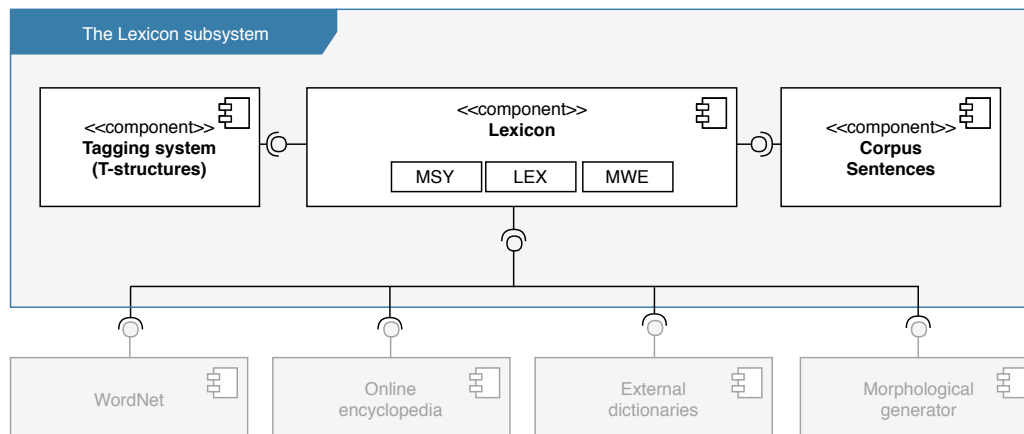 The Lexicon subsystem
<<component>>
Tagging system
(T-structures)
<<component>>
Lexicon
MSY
LEX
MWE
<<component>>
Corpus
Sentences
WordNet
Online
encyclopedia
External
dictionaries
Morphological
generator